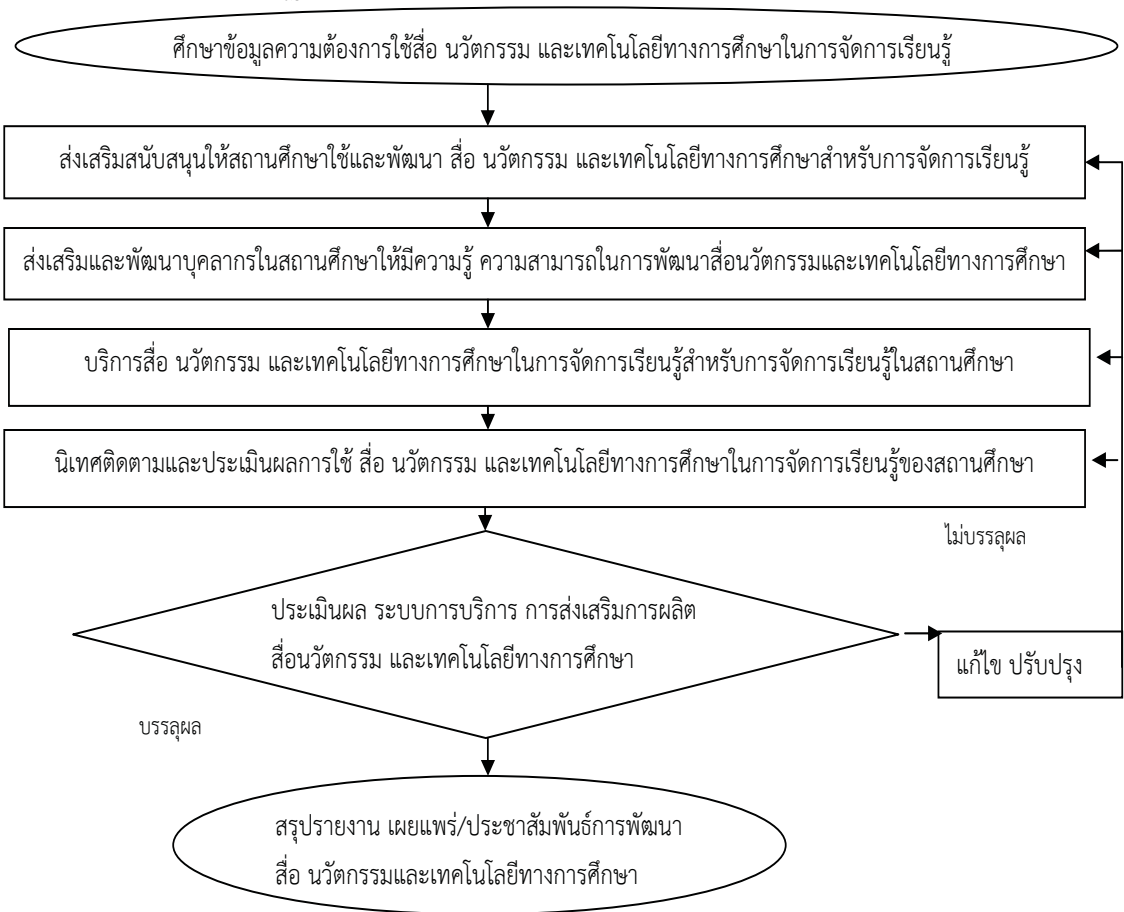 ศึกษาข้อมูลความต้องการใช้สื่อ นวัตกรรม และเทคโนโลยีทางการศึกษาในการจัดการเรียนรู้
ส่งเสริมสนับสนุนให้สถานศึกษาใช้และพัฒนา สื่อ นวัตกรรม และเทคโนโลยีทางการศึกษาสำหรับการจัดการเรียนรู้
ส่งเสริมและพัฒนาบุคลากรในสถานศึกษาให้มีความรู้ ความสามารถในการพัฒนาสื่อนวัตกรรมและเทคโนโลยีทางการศึกษา
บริการสื่อ นวัตกรรม และเทคโนโลยีทางการศึกษาในการจัดการเรียนรู้สำหรับการจัดการเรียนรู้ในสถานศึกษา
นิเทศติดตามและประเมินผลการใช้ สื่อ นวัตกรรม และเทคโนโลยีทางการศึกษาในการจัดการเรียนรู้ของสถานศึกษา
ไม่บรรลุผล
ประเมินผล ระบบการบริการ การส่งเสริมการผลิต
สื่อนวัตกรรม และเทคโนโลยีทางการศึกษา
แก้ไข ปรับปรุง
บรรลุผล
สรุปรายงาน เผยแพร่/ประชาสัมพันธ์การพัฒนา
สื่อ นวัตกรรมและเทคโนโลยีทางการศึกษา